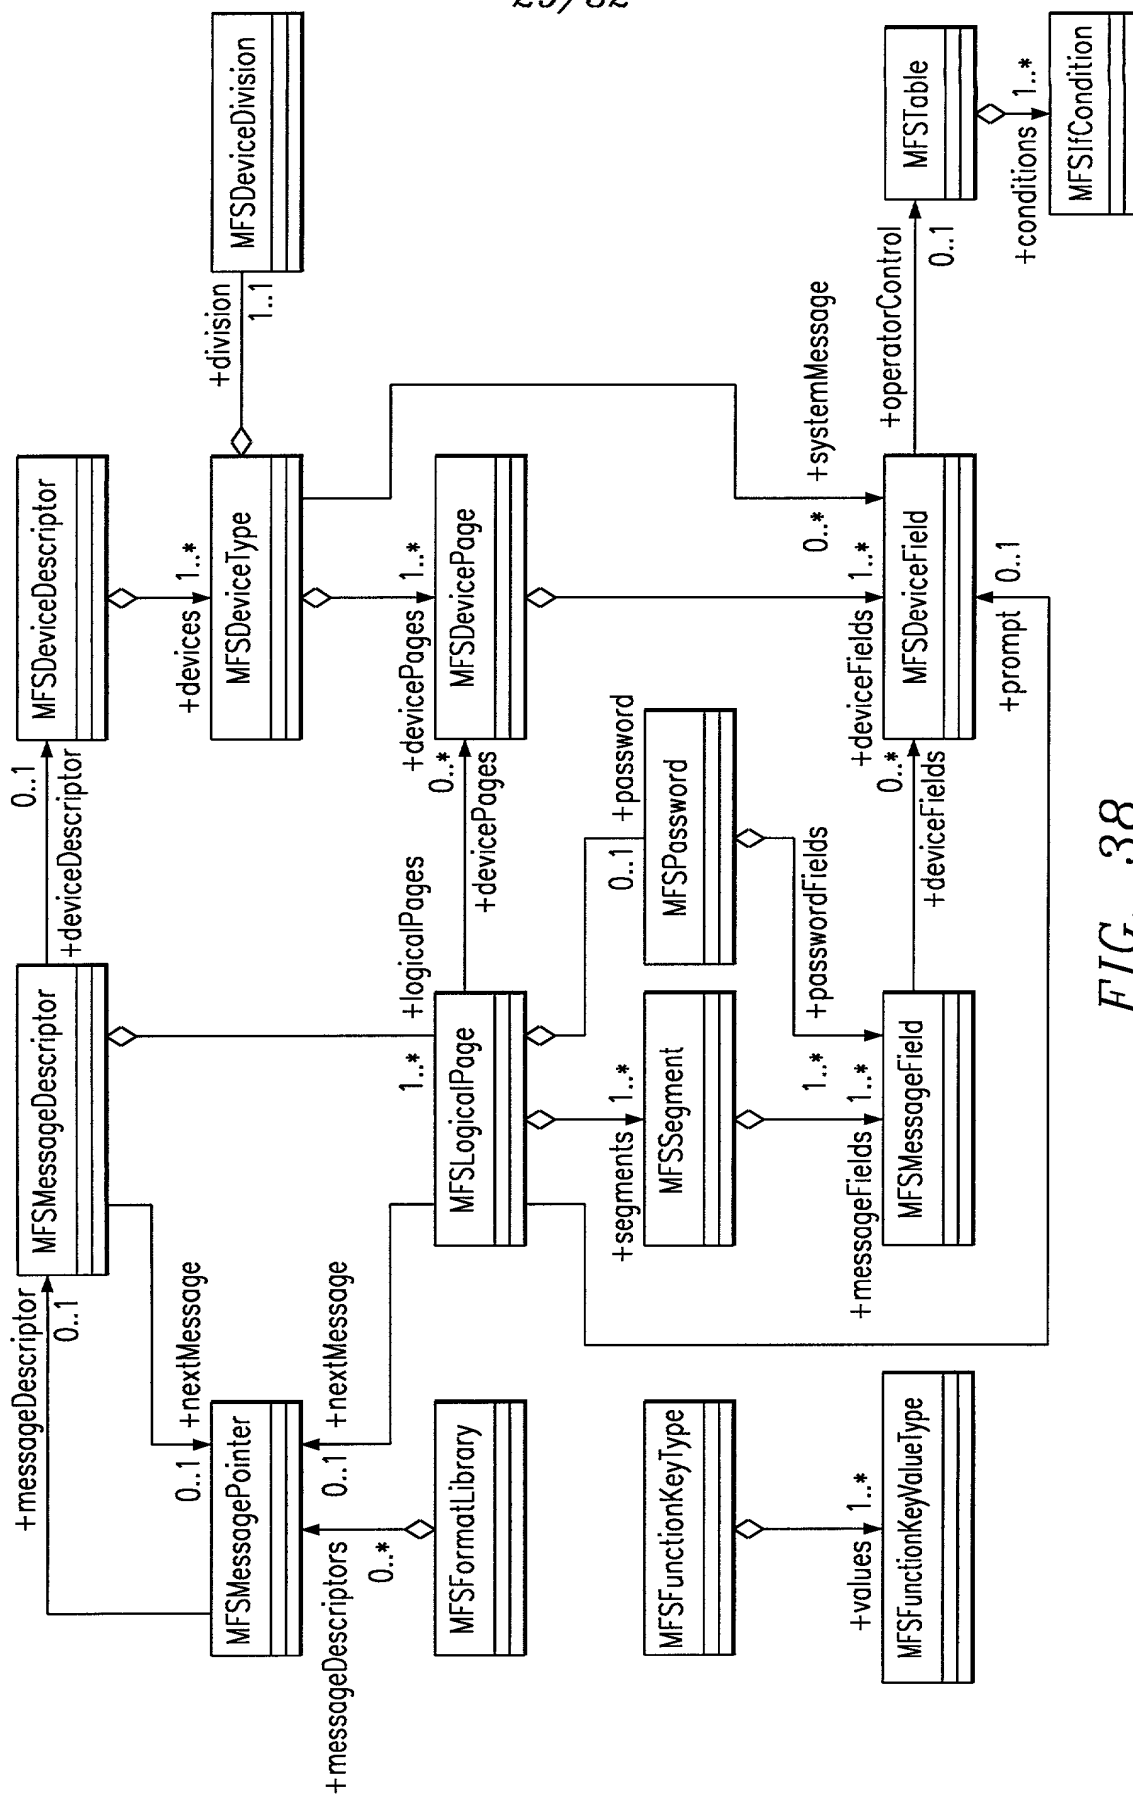 MFSDeviceDivision
+division
1..1
MFSDeviceDescriptor
+devices
1..*
MFSDeviceType
0..1
+deviceDescriptor
MFSMessageDescriptor
+messageDescriptor
0..1
+nextMessage
0..1
MFSMessagePointer
+nextMessage
0..1
+messageDescriptors
0..*
MFSFormatLibrary
+logicalPages
1..*
MFSLogicalPage
0..*
+devicePages
+devicePages
1..*
MFSDevicePage
+systemMessage
0..*
+password
0..1
MFSPassword
+segments
1..*
MFSSegment
+passwordFields
1..*
+messageFields
1..*
MFSMessageField
+deviceFields
1..*
0..*
+deviceFields
MFSDeviceField
+prompt
0..1
+operatorControl
0..1
MFSTable
+conditions
1..*
MFSIfCondition
MFSFunctionKeyType
+values
1..*
MFSFunctionKeyValueType
FIG. 38